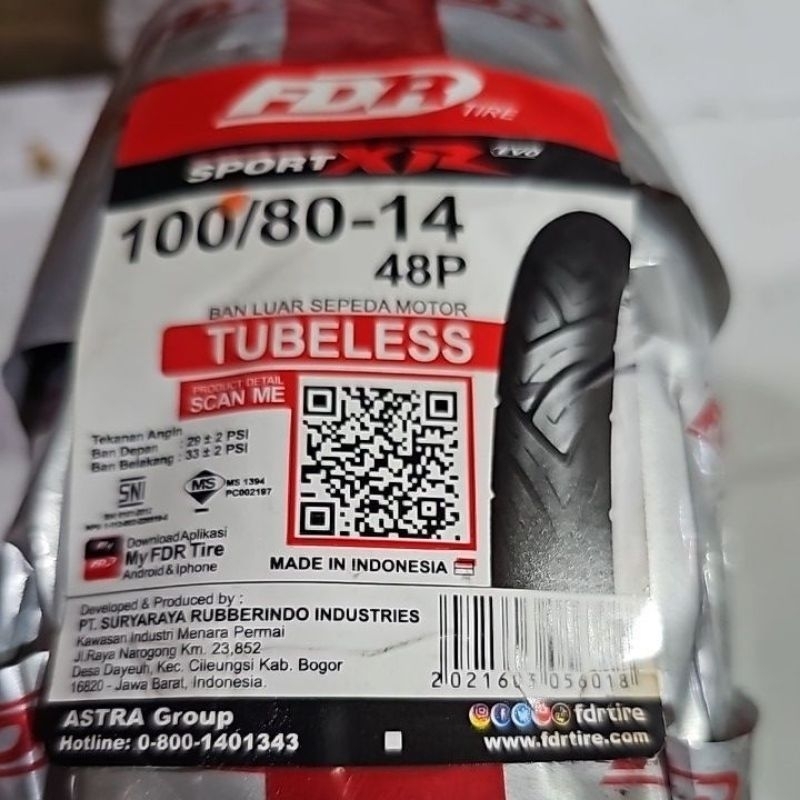 FDR TIRE
SPORT XR EVO
100/80-14
48P
BAN LUAR SEPEDA MOTOR
TUBELESS
PRODUCT DETAIL
SCAN ME
Tekanan Angin
Ban Depan : 29 ± 2 PSI
Ban Belakang : 33 ± 2 PSI
SNI
MS
MS 1394
PC002197
Download Aplikasi
My FDR Tire
Android & Iphone
MADE IN INDONESIA
Developed & Produced by :
PT. SURYARAYA RUBBERINDO INDUSTRIES
Kawasan Industri Menara Permai
Jl.Raya Narogong Km. 23,852
Desa Dayeuh, Kec. Cileungsi Kab. Bogor
16820 - Jawa Barat, Indonesia.
2 021603 056018
ASTRA Group
Hotline: 0-800-1401343
fdrtire
www.fdrtire.com